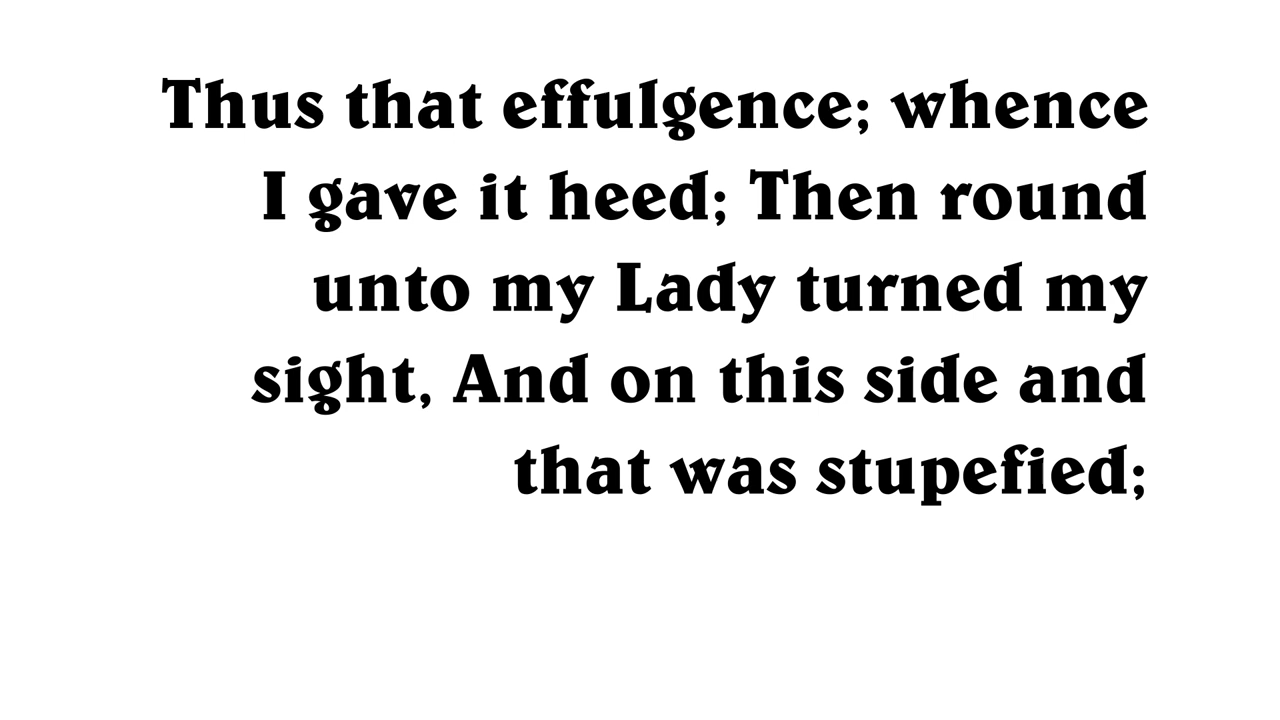 Thus that effulgence; whence
I gave it heed; Then round
unto my Lady turned my
sight, And on this side and
that was stupefied;